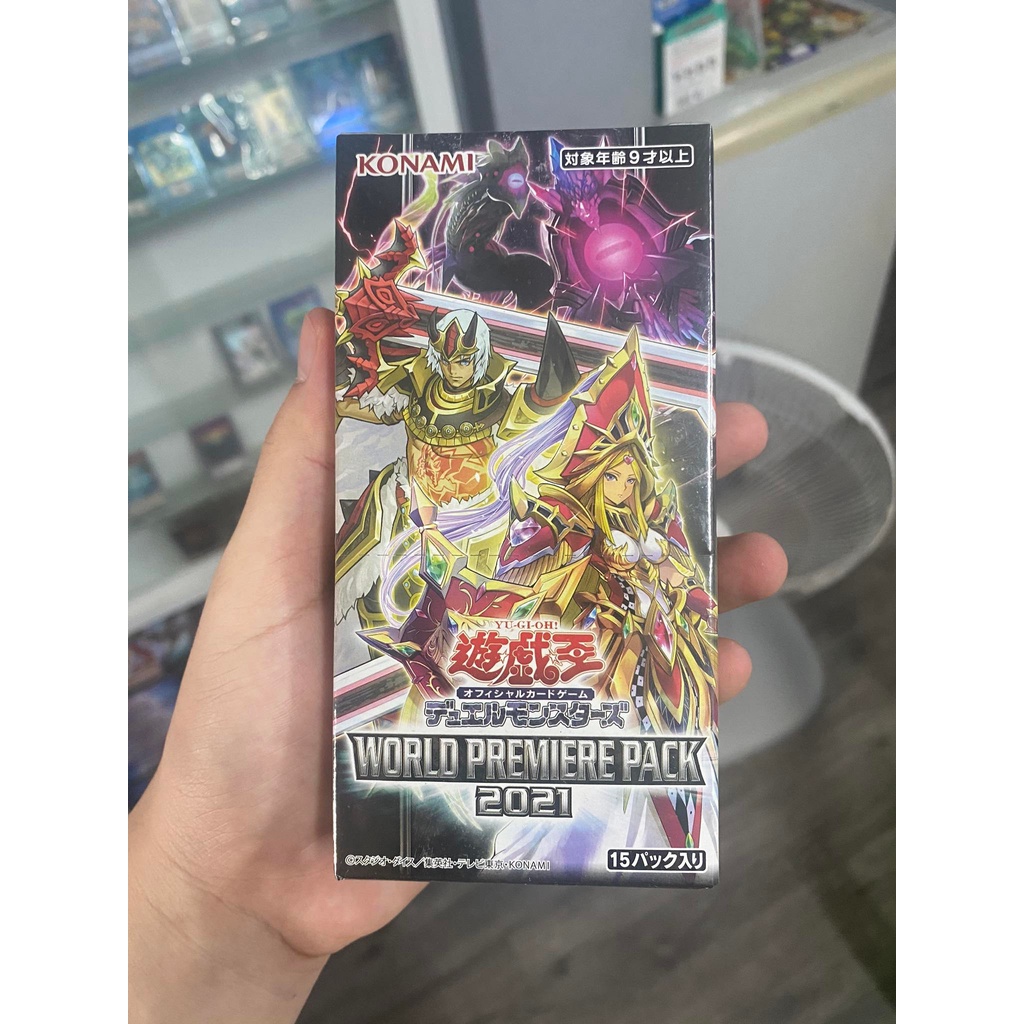 KONAMI
対象年齢9才以上
YU-GI-OH!
遊戯王
オフィシャルカードゲーム
デュエルモンスターズ
WORLD PREMIERE PACK
2021
©スタジオ・ダイス/集英社・テレビ東京・KONAMI
15パック入り